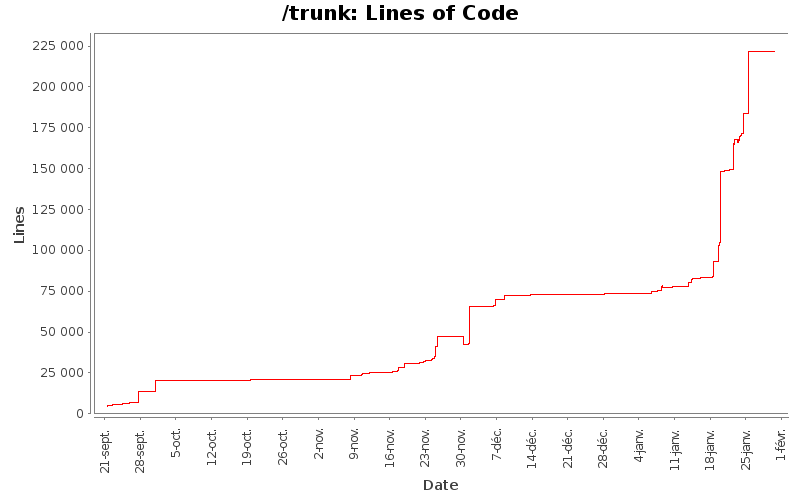 /trunk: Lines of Code
225 000
200 000
175 000
150 000
125 000
100 000
75 000
50 000
25 000
0
Lines
21-sept.
28-sept.
5-oct.
12-oct.
19-oct.
26-oct.
2-nov.
9-nov.
16-nov.
23-nov.
30-nov.
7-déc.
14-déc.
21-déc.
28-déc.
4-janv.
11-janv.
18-janv.
25-janv.
1-févr.
Date